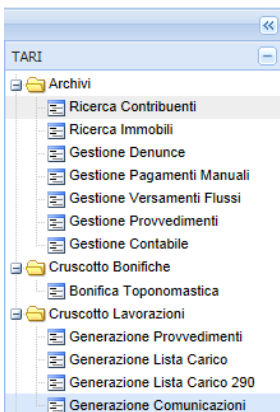 TARI
Archivi
Ricerca Contribuenti
Ricerca Immobili
Gestione Denunce
Gestione Pagamenti Manuali
Gestione Versamenti Flussi
Gestione Provvedimenti
Gestione Contabile
Cruscotto Bonifiche
Bonifica Toponomastica
Cruscotto Lavorazioni
Generazione Provvedimenti
Generazione Lista Carico
Generazione Lista Carico 290
Generazione Comunicazioni